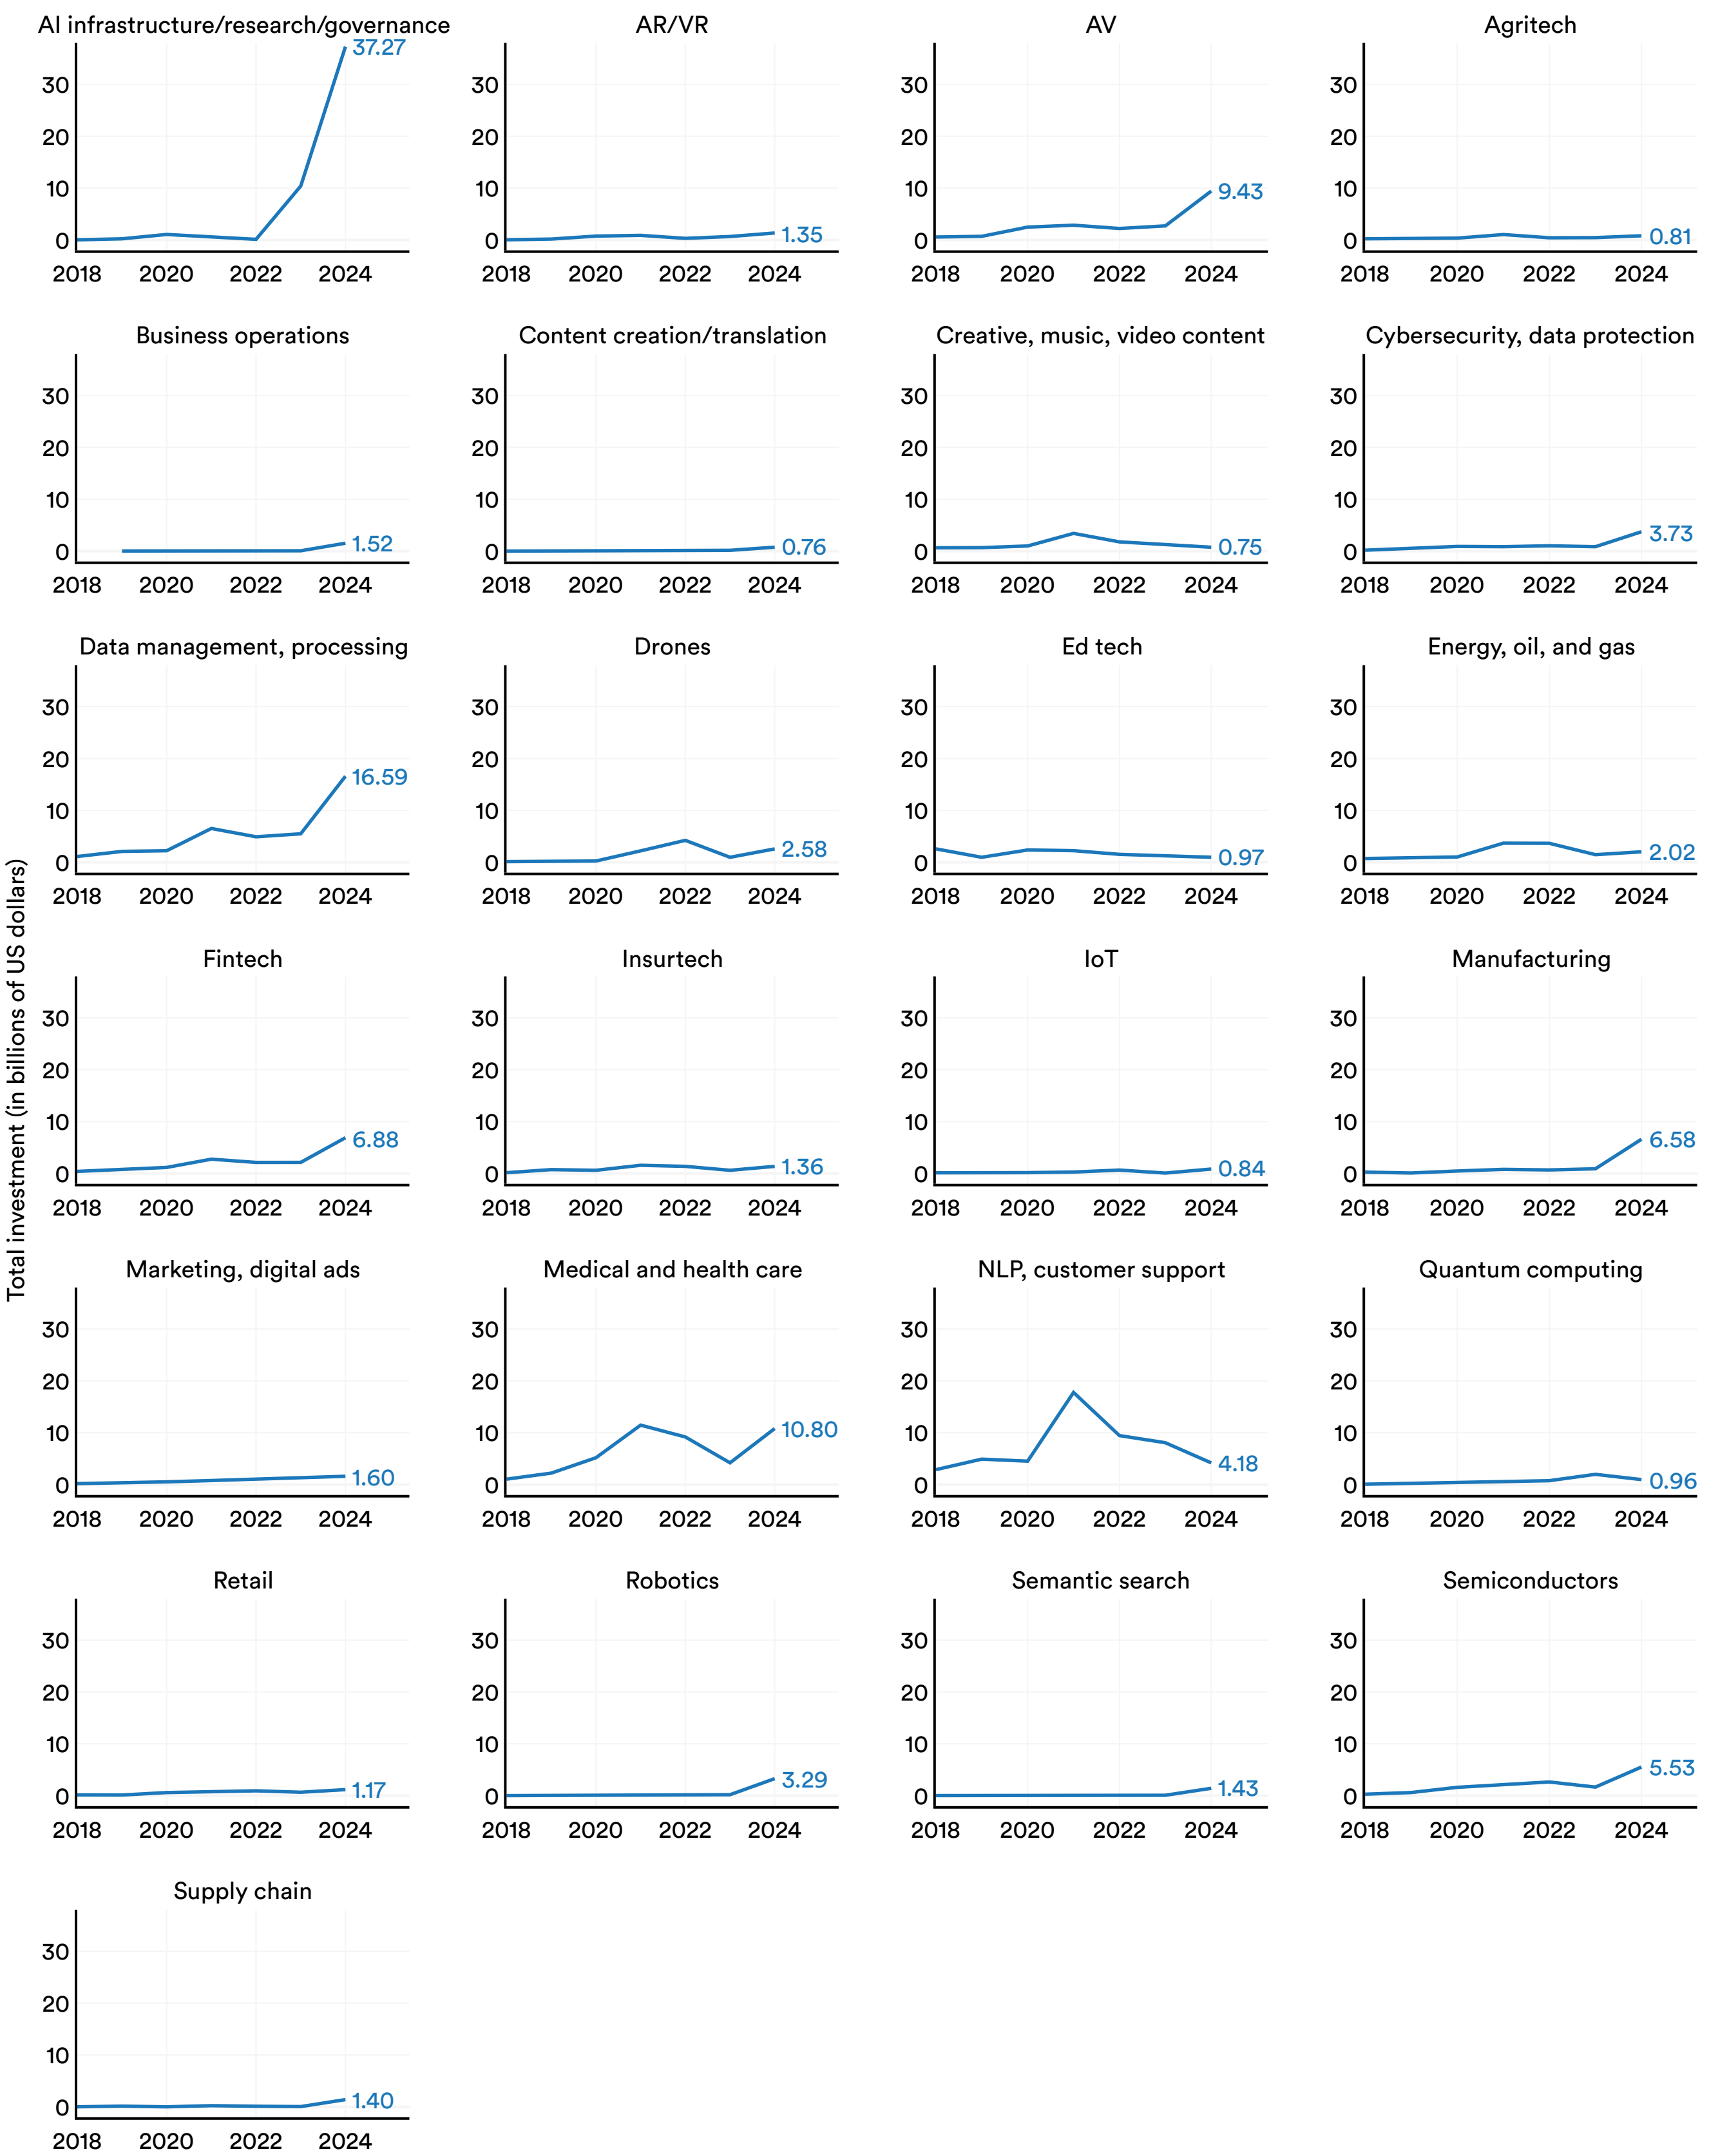 AI infrastructure/research/governance
37.27
30
20
10
0
2018 2020 2022 2024
AR/VR
30
20
10
0
1.35
2018 2020 2022 2024
AV
30
20
10
0
9.43
2018 2020 2022 2024
Agritech
30
20
10
0
0.81
2018 2020 2022 2024
Business operations
30
20
10
0
1.52
2018 2020 2022 2024
Content creation/translation
30
20
10
0
0.76
2018 2020 2022 2024
Creative, music, video content
30
20
10
0
0.75
2018 2020 2022 2024
Cybersecurity, data protection
30
20
10
0
3.73
2018 2020 2022 2024
Total investment (in billions of US dollars)
Data management, processing
30
20
10
0
16.59
2018 2020 2022 2024
Drones
30
20
10
0
2.58
2018 2020 2022 2024
Ed tech
30
20
10
0
0.97
2018 2020 2022 2024
Energy, oil, and gas
30
20
10
0
2.02
2018 2020 2022 2024
Fintech
30
20
10
0
6.88
2018 2020 2022 2024
Insurtech
30
20
10
0
1.36
2018 2020 2022 2024
IoT
30
20
10
0
0.84
2018 2020 2022 2024
Manufacturing
30
20
10
0
6.58
2018 2020 2022 2024
Marketing, digital ads
30
20
10
0
1.60
2018 2020 2022 2024
Medical and health care
30
20
10
0
10.80
2018 2020 2022 2024
NLP, customer support
30
20
10
0
4.18
2018 2020 2022 2024
Quantum computing
30
20
10
0
0.96
2018 2020 2022 2024
Retail
30
20
10
0
1.17
2018 2020 2022 2024
Robotics
30
20
10
0
3.29
2018 2020 2022 2024
Semantic search
30
20
10
0
1.43
2018 2020 2022 2024
Semiconductors
30
20
10
0
5.53
2018 2020 2022 2024
Supply chain
30
20
10
0
1.40
2018 2020 2022 2024